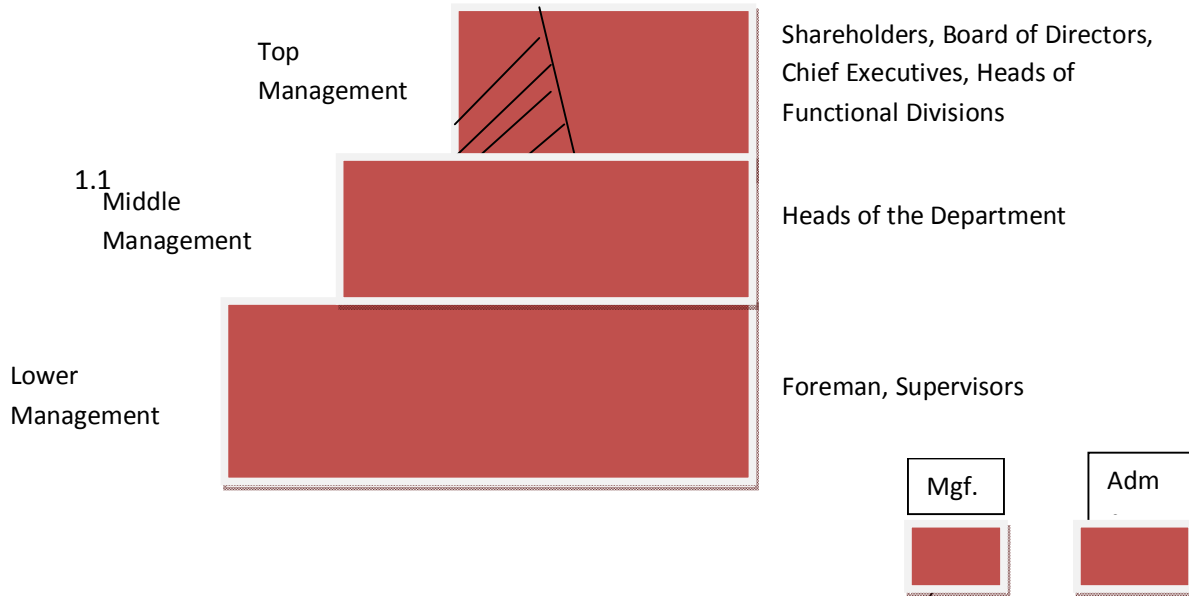 Top
Management
Shareholders, Board of Directors,
Chief Executives, Heads of
Functional Divisions
1.1
Middle
Management
Heads of the Department
Lower
Management
Foreman, Supervisors
Mgf.
Adm